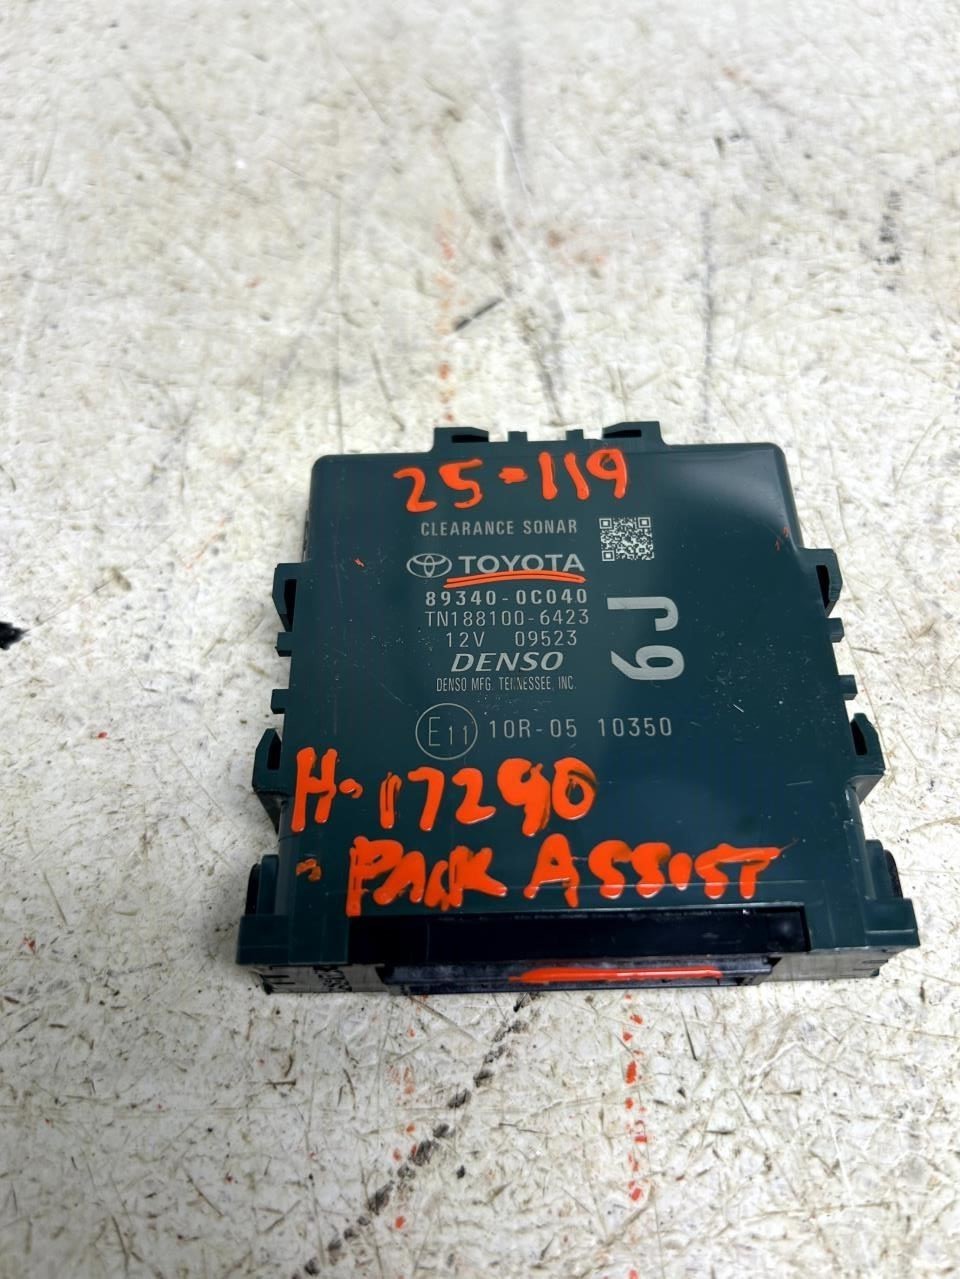 25-119
CLEARANCE SONAR
TOYOTA
89340-0C040
TN188100-6423
12V 09523
DENSO
DENSO MFG. TENNESSEE, INC.
J9
E11 10R-05 10350
H-17290
- PARK ASSIST